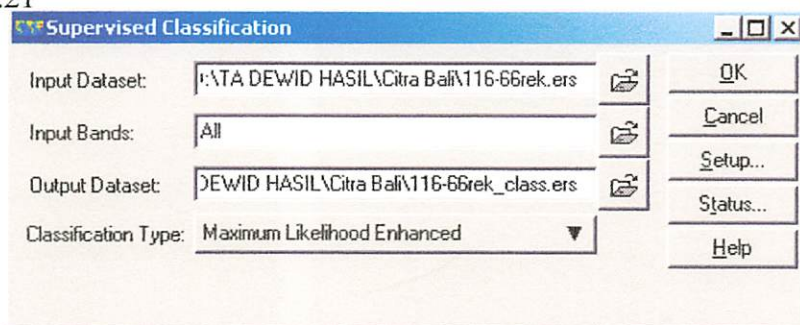 Supervised Classification
Input Dataset: :\TA DEWID HASIL\Citra Bali\116-66rek.ers
OK
Input Bands: All
Cancel
Setup...
Output Dataset: DEWID HASIL\Citra Bali\116-66rek_class.ers
Status...
Classification Type: Maximum Likelihood Enhanced
Help